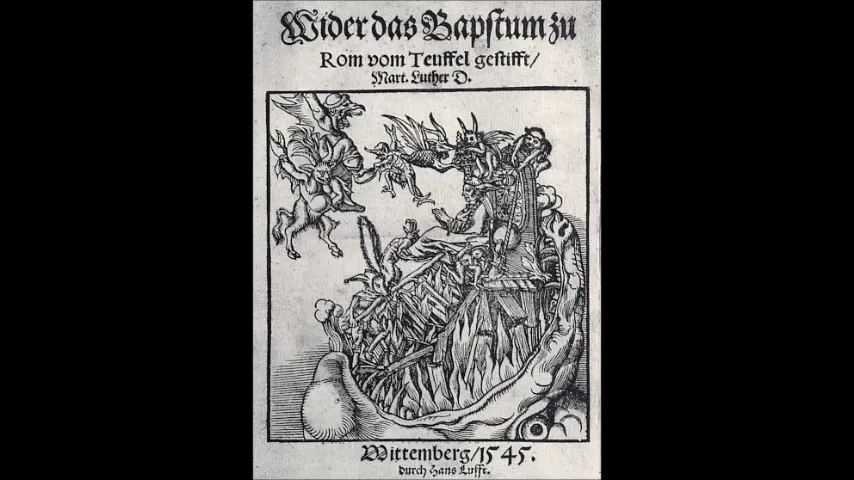 Wider das Bapstum zu
Rom vom Teuffel gestifft/
Mart. Luther D.
Wittemberg/1545.
durch Hans Lufft.